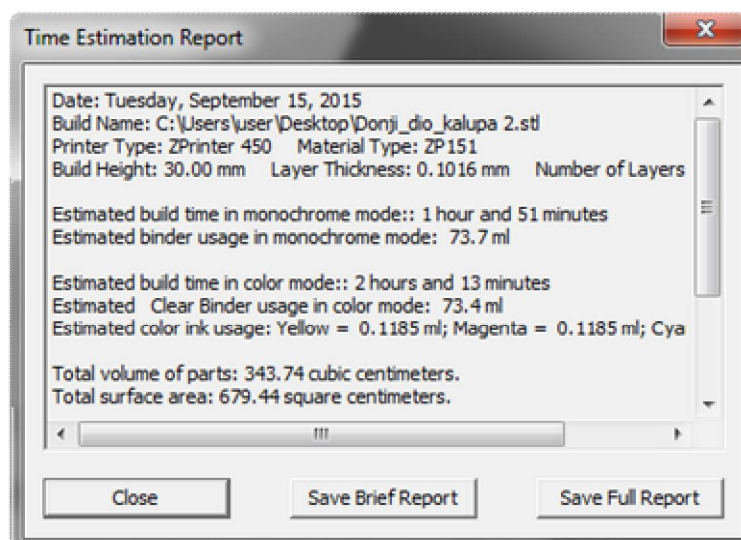 Time Estimation Report
Date: Tuesday, September 15, 2015
Build Name: C:\Users\user\Desktop\Donji_dio_kalupa 2.stl
Printer Type: ZPrinter 450 Material Type: ZP151
Build Height: 30.00 mm Layer Thickness: 0.1016 mm Number of Layers
Estimated build time in monochrome mode:: 1 hour and 51 minutes
Estimated binder usage in monochrome mode: 73.7 ml
Estimated build time in color mode:: 2 hours and 13 minutes
Estimated Clear Binder usage in color mode: 73.4 ml
Estimated color ink usage: Yellow = 0.1185 ml; Magenta = 0.1185 ml; Cya
Total volume of parts: 343.74 cubic centimeters.
Total surface area: 679.44 square centimeters.
Close Save Brief Report Save Full Report